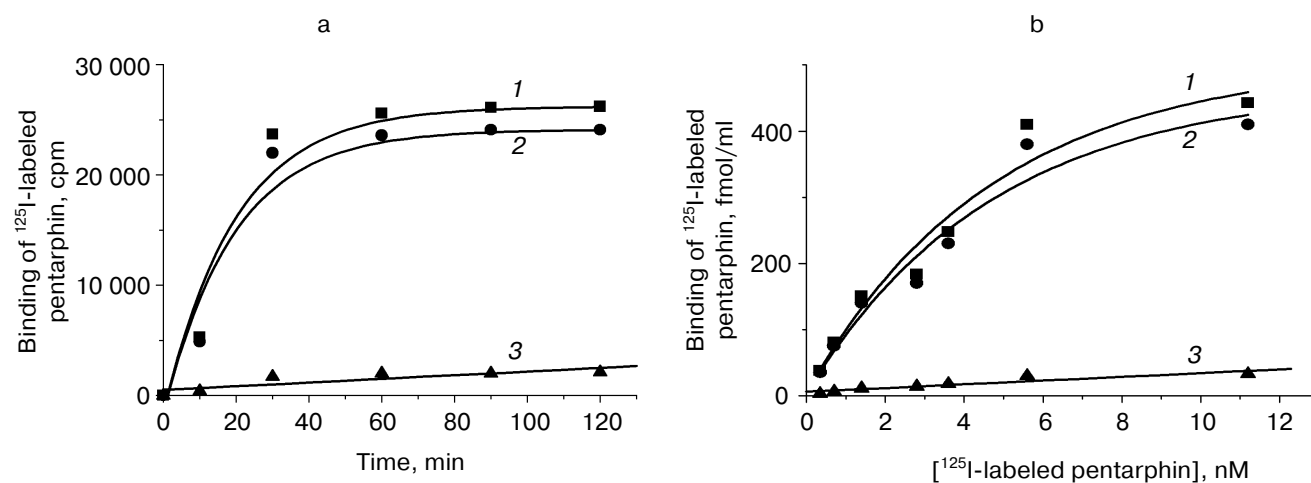 a
Binding of ¹²⁵I-labeled
pentarphin, cpm
30 000
20 000
10 000
0
1
2
3
0 20 40 60 80 100 120
Time, min
b
Binding of ¹²⁵I-labeled
pentarphin, fmol/ml
400
200
0
1
2
3
0 2 4 6 8 10 12
[¹²⁵I-labeled pentarphin], nM